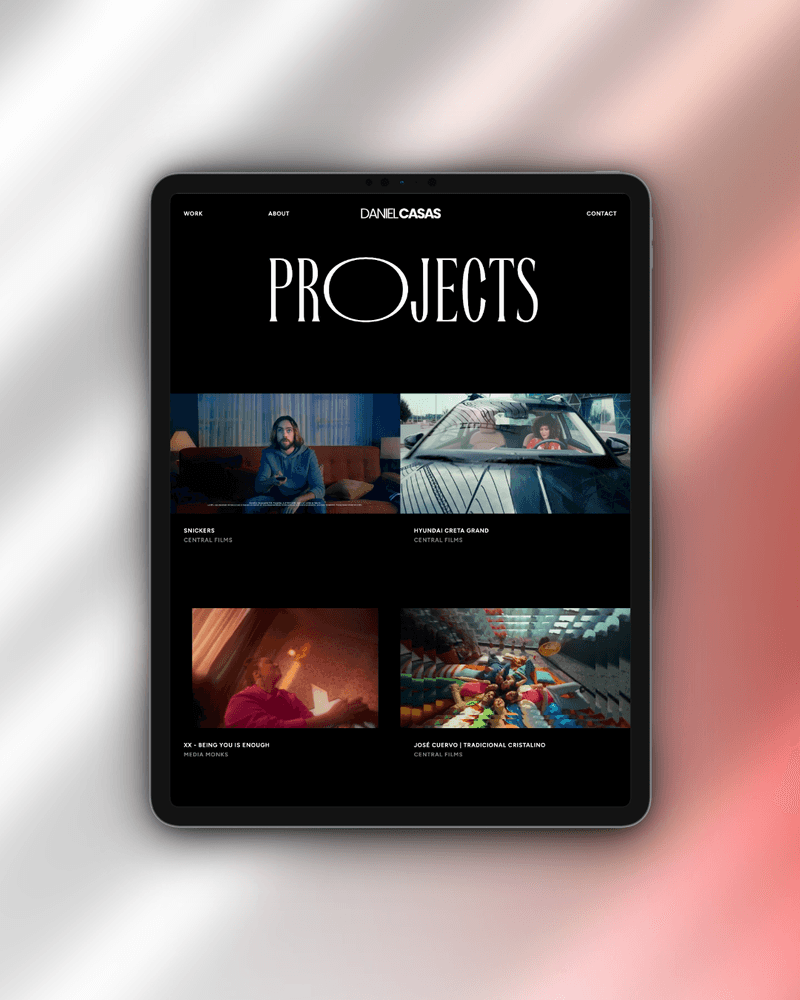 WORK ABOUT DANIELCASAS CONTACT
PROJECTS
SNICKERS
CENTRAL FILMS
HYUNDAI CRETA GRAND
CENTRAL FILMS
XX - BEING YOU IS ENOUGH
MEDIA MONKS
JOSÉ CUERVO | TRADICIONAL CRISTALINO
CENTRAL FILMS